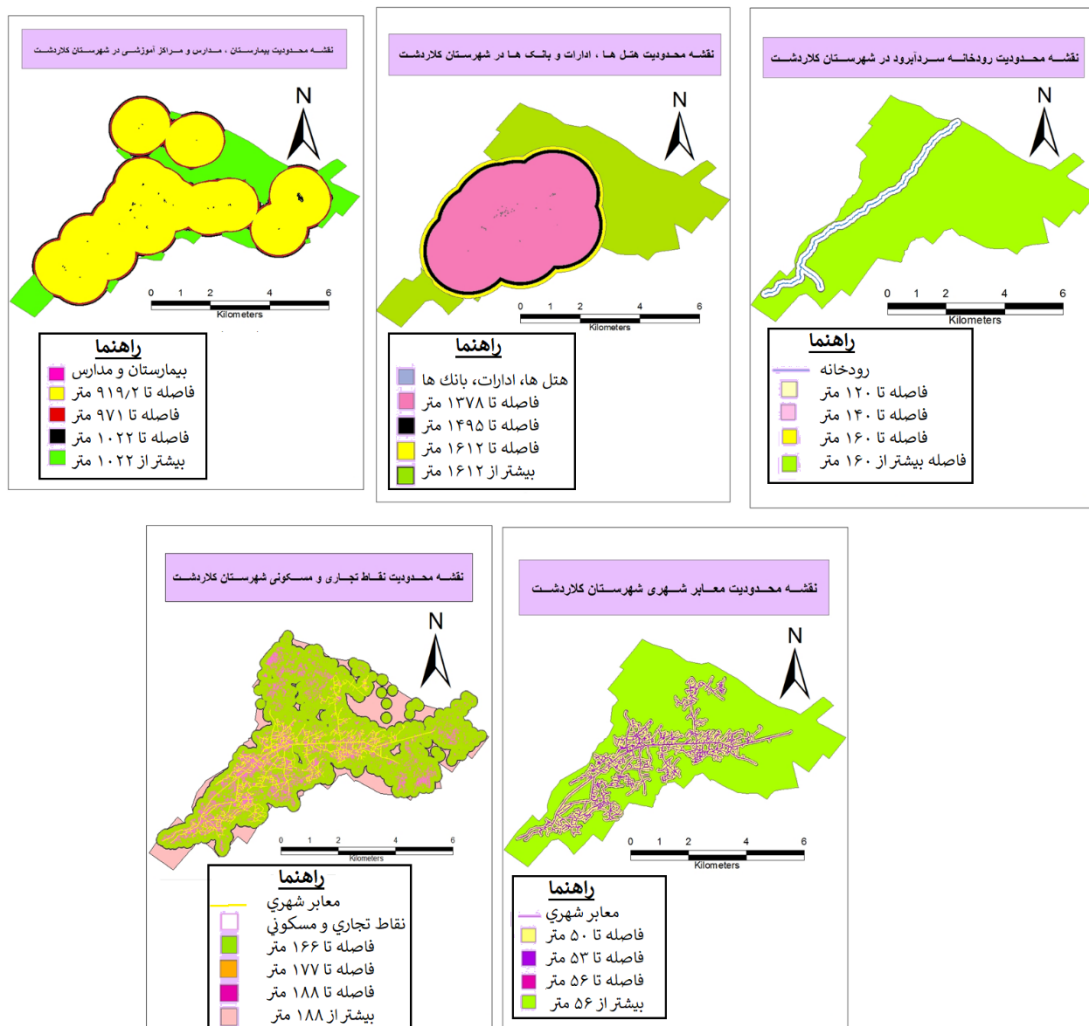 نقشه محدودیت بیمارستان ، مدارس و مراکز آموزشی در شهرستان کلاردشت
N
0 1 2 4 6
Kilometers
راهنما
بیمارستان و مدارس
فاصله تا ۹۱۹/۲ متر
فاصله تا ۹۷۱ متر
فاصله تا ۱۰۲۲ متر
بیشتر از ۱۰۲۲ متر
نقشه محدودیت هتل ها ، ادارات و بانک ها در شهرستان کلاردشت
N
0 1 2 4 6
Kilometers
راهنما
هتل ها، ادارات، بانك ها
فاصله تا ۱۳۷۸ متر
فاصله تا ۱۴۹۵ متر
فاصله تا ۱۶۱۲ متر
بیشتر از ۱۶۱۲ متر
نقشه محدودیت رودخانه سردآبرود در شهرستان کلاردشت
N
0 1 2 4 6
Kilometers
راهنما
رودخانه
فاصله تا ۱۲۰ متر
فاصله تا ۱۴۰ متر
فاصله تا ۱۶۰ متر
فاصله بیشتر از ۱۶۰ متر
نقشه محدودیت نقاط تجاری و مسکونی شهرستان کلاردشت
N
0 1 2 4 6
Kilometers
راهنما
معابر شهري
نقاط تجاري و مسكوني
فاصله تا ۱۶۶ متر
فاصله تا ۱۷۷ متر
فاصله تا ۱۸۸ متر
بیشتر از ۱۸۸ متر
نقشه محدودیت معابر شهری شهرستان کلاردشت
N
0 1 2 4 6
Kilometers
راهنما
معابر شهري
فاصله تا ۵۰ متر
فاصله تا ۵۳ متر
فاصله تا ۵۶ متر
بیشتر از ۵۶ متر